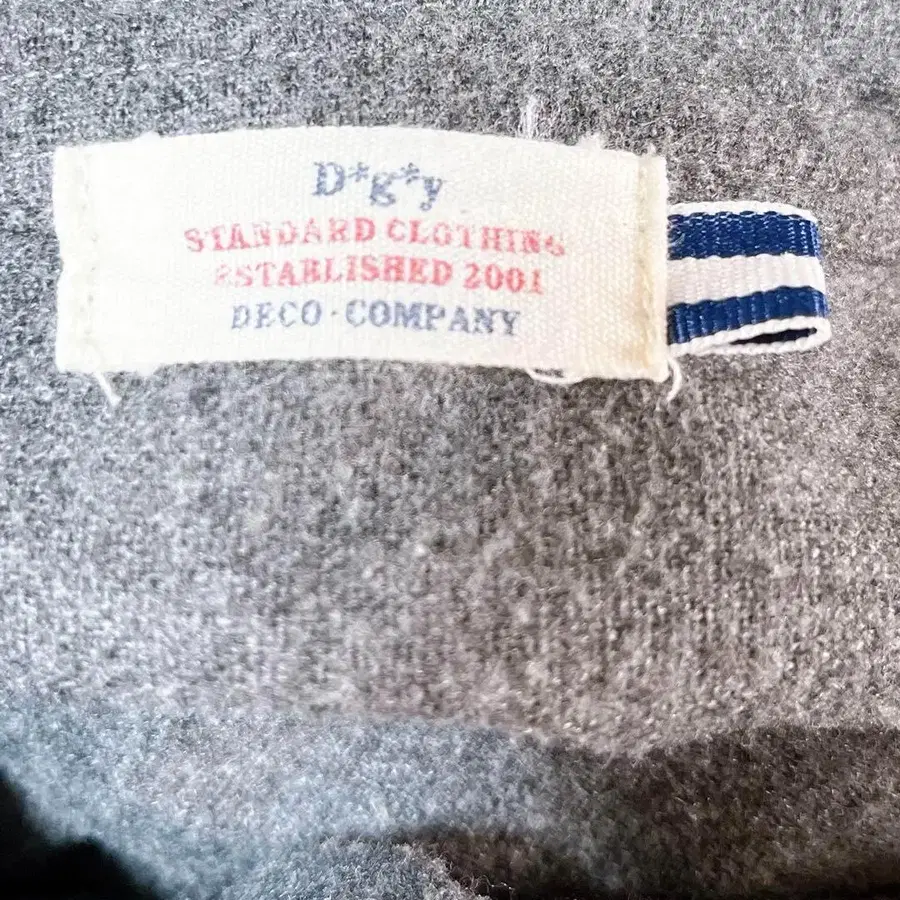 D*g*y
STANDARD CLOTHING
ESTABLISHED 2001
DECO·COMPANY